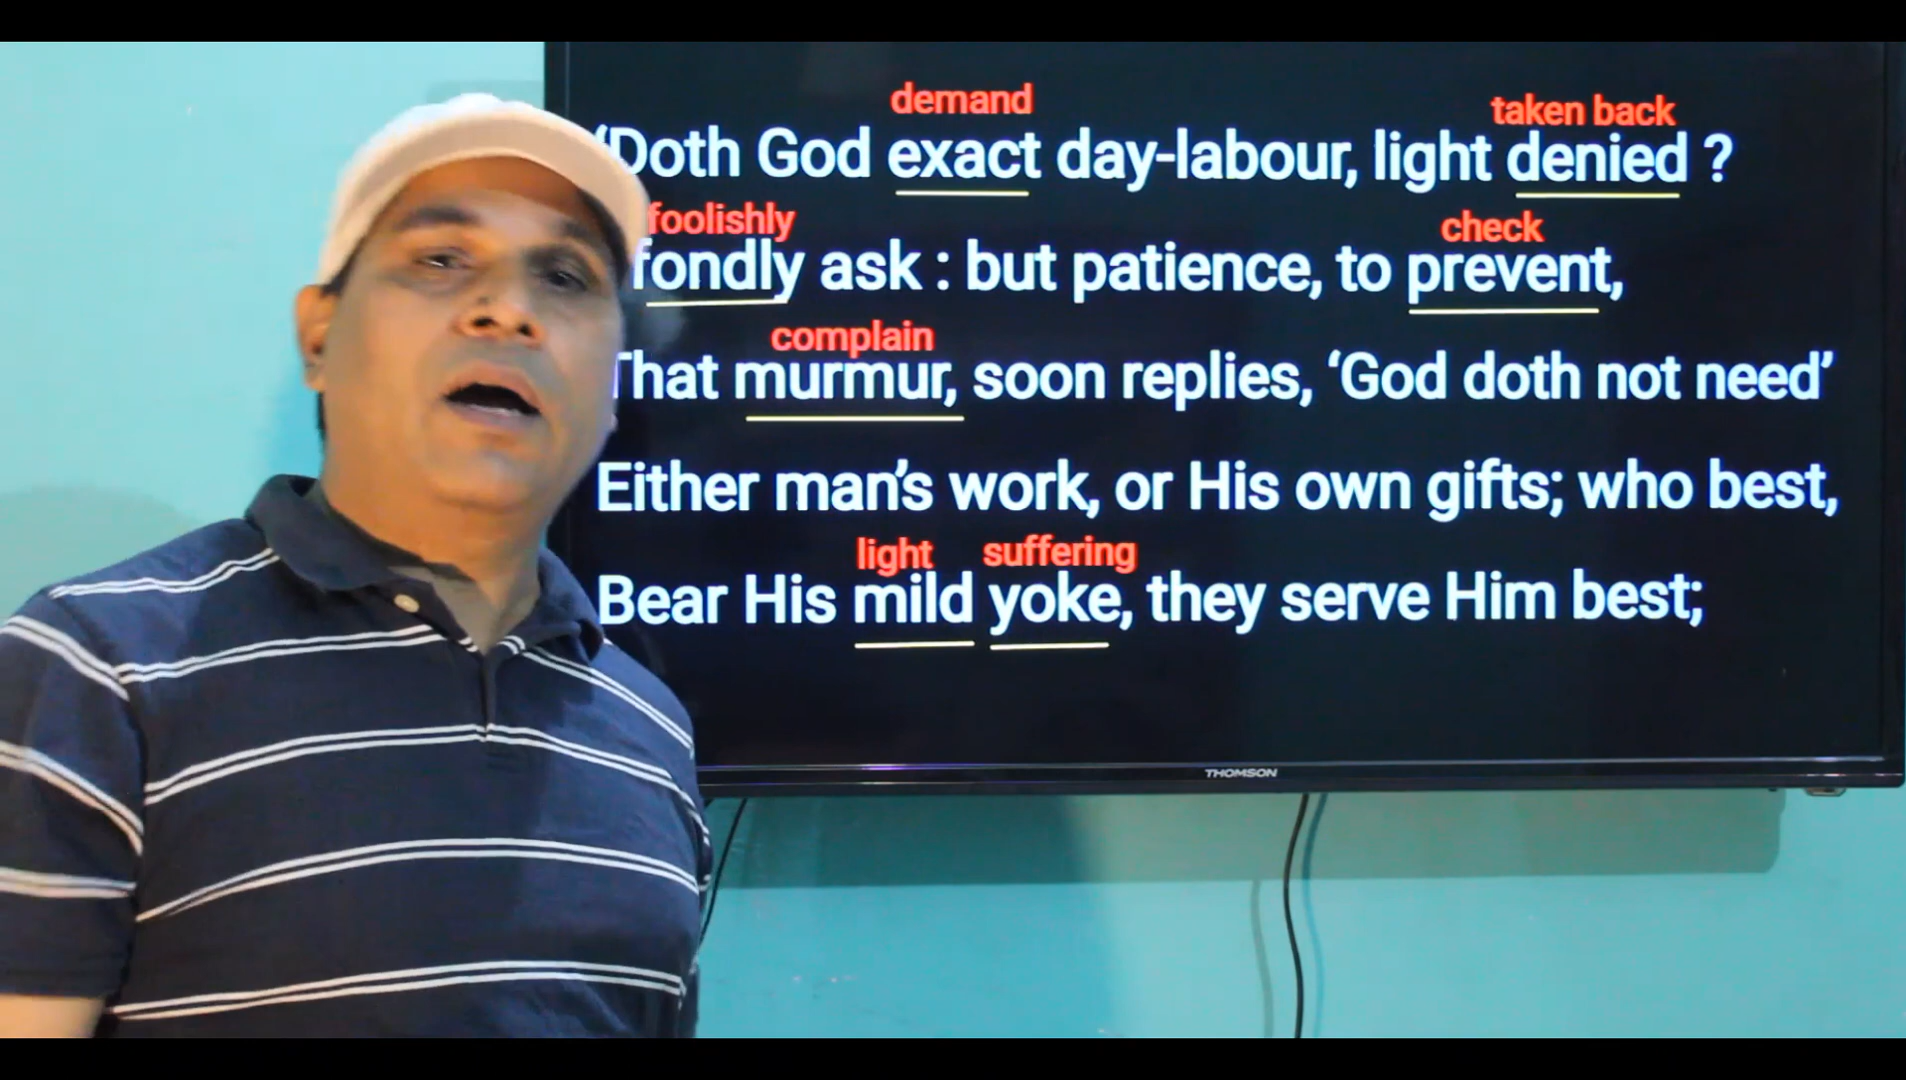 demand taken back
‘Doth God exact day-labour, light denied ?
foolishly check
fondly ask : but patience, to prevent,
complain
That murmur, soon replies, ‘God doth not need’
Either man’s work, or His own gifts; who best,
light suffering
Bear His mild yoke, they serve Him best;
THOMSON